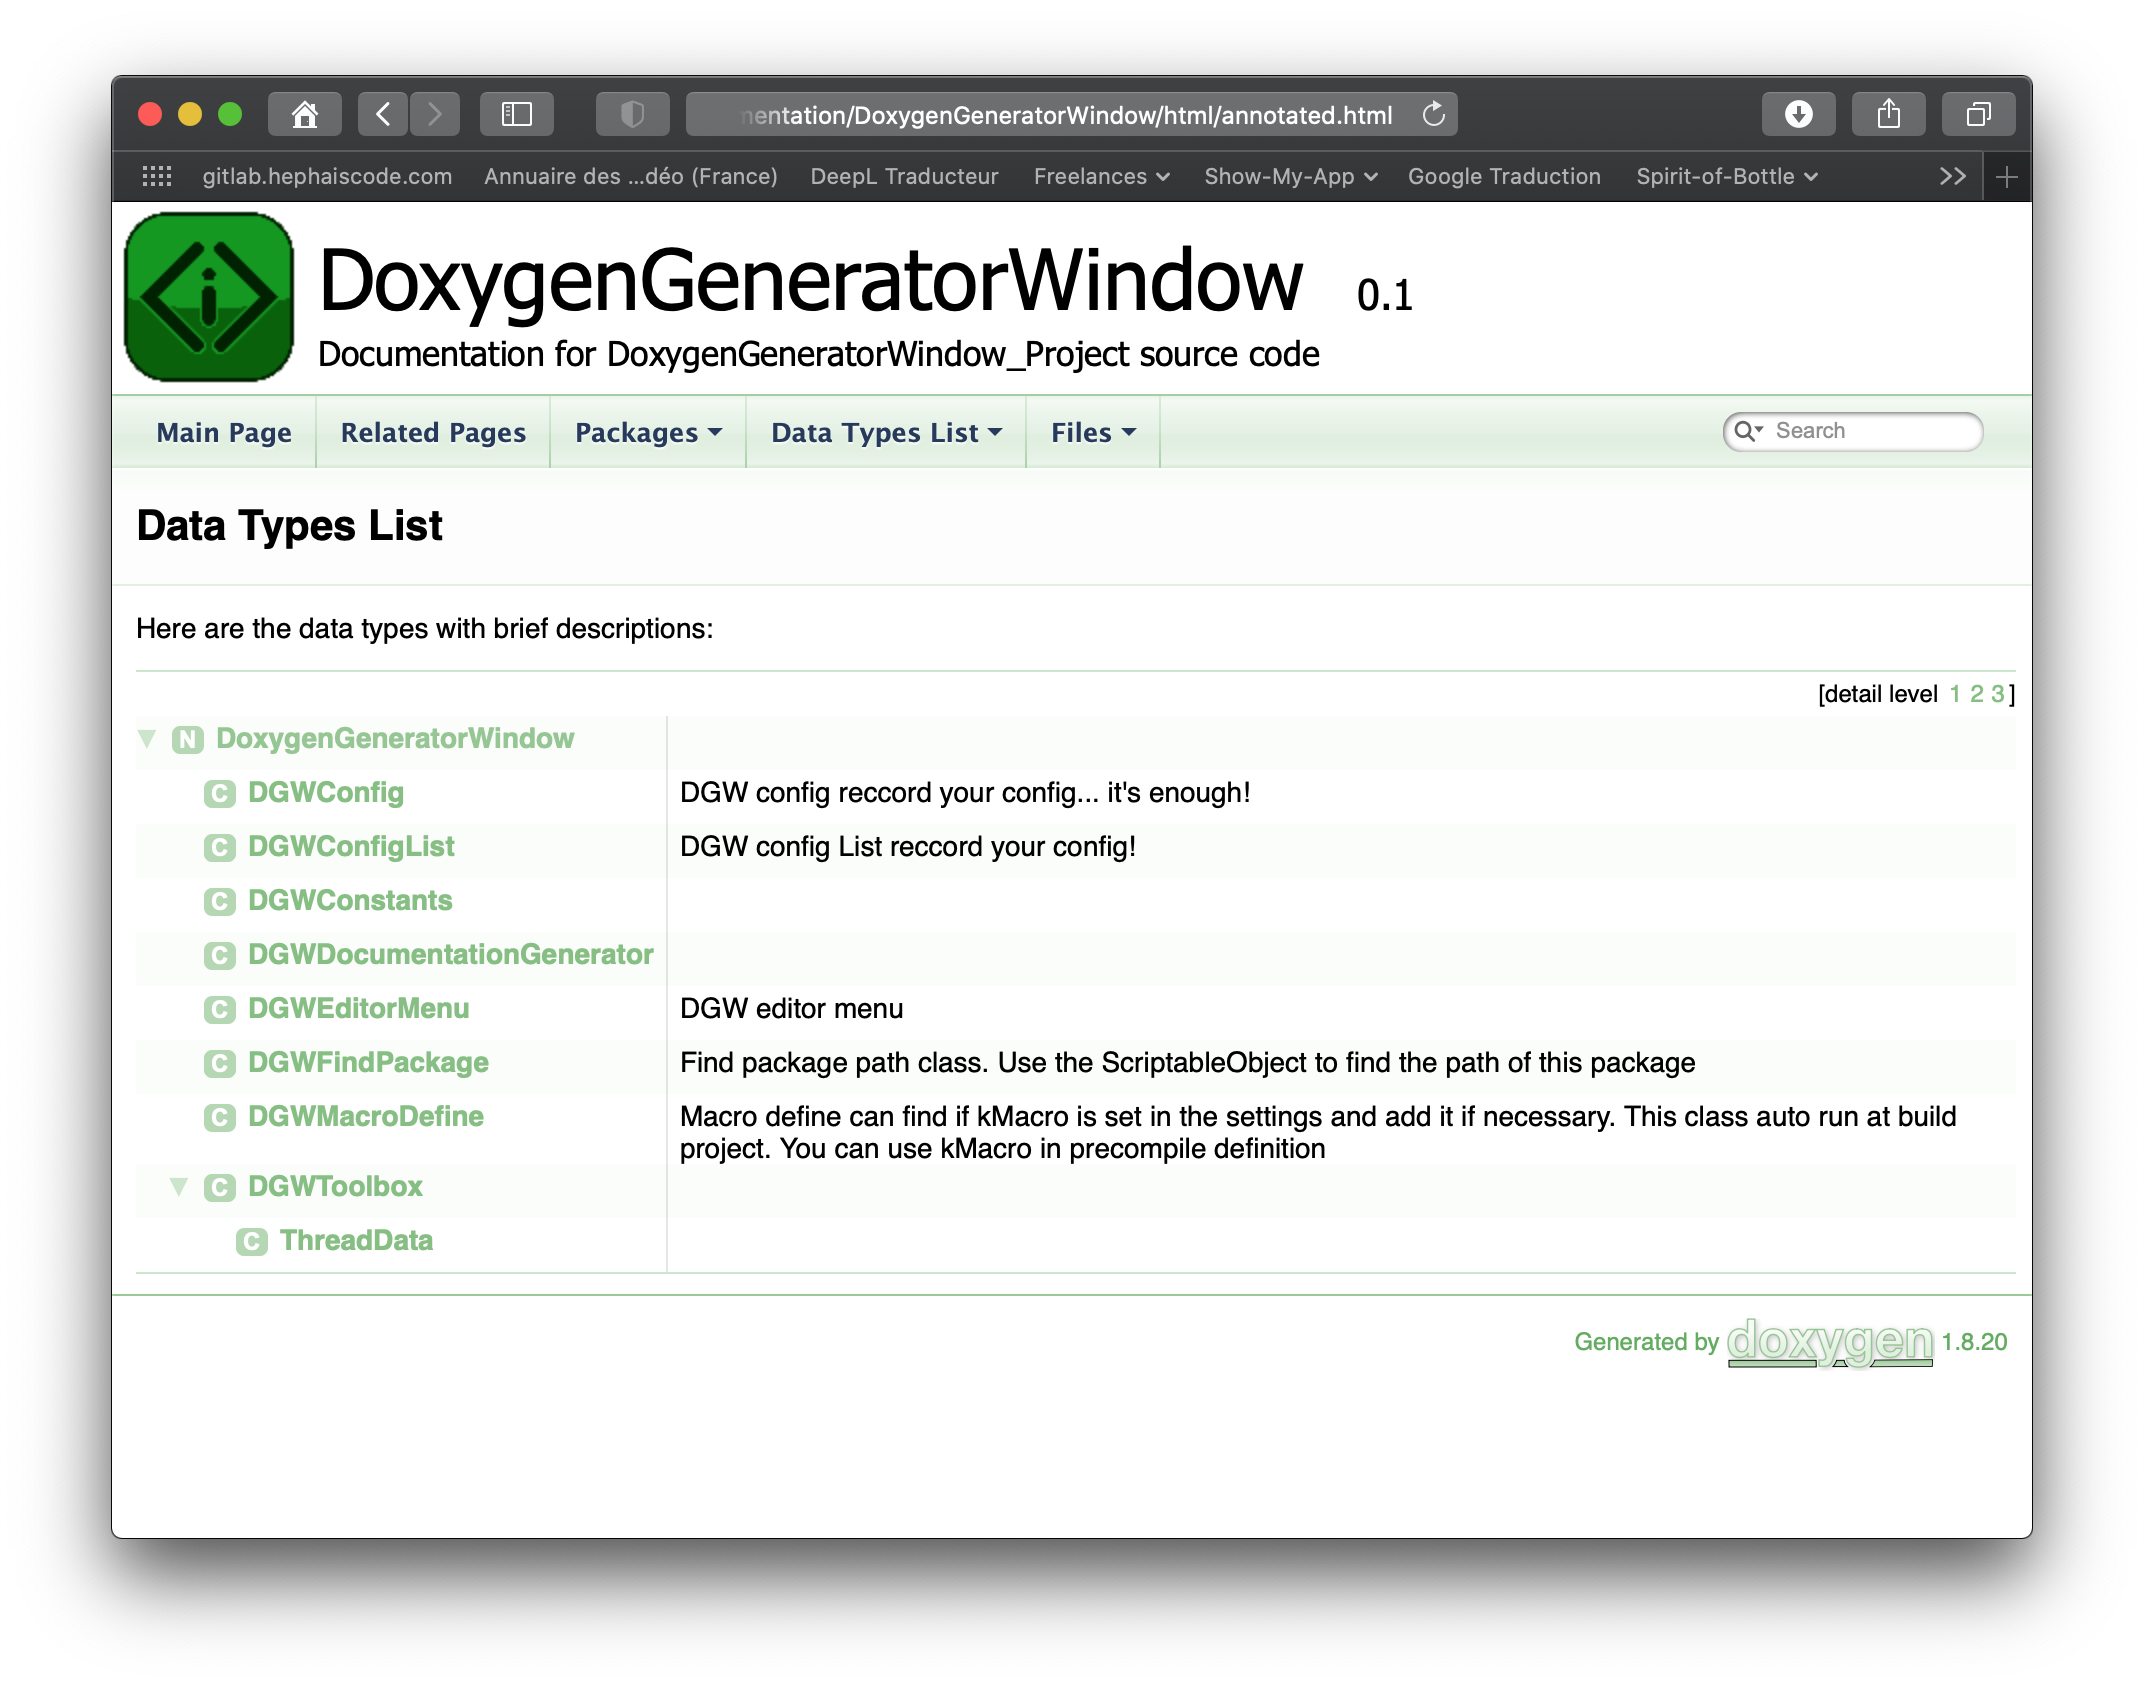 nentation/DoxygenGeneratorWindow/html/annotated.html
gitlab.hephaiscode.com Annuaire des ...déo (France) DeepL Traducteur Freelances Show-My-App Google Traduction Spirit-of-Bottle
DoxygenGeneratorWindow 0.1
Documentation for DoxygenGeneratorWindow_Project source code
Main Page Related Pages Packages Data Types List Files Search
Data Types List
Here are the data types with brief descriptions:
[detail level 1 2 3]
N DoxygenGeneratorWindow
C DGWConfig DGW config reccord your config... it's enough!
C DGWConfigList DGW config List reccord your config!
C DGWConstants
C DGWDocumentationGenerator
C DGWEditorMenu DGW editor menu
C DGWFindPackage Find package path class. Use the ScriptableObject to find the path of this package
C DGWMacroDefine Macro define can find if kMacro is set in the settings and add it if necessary. This class auto run at build
project. You can use kMacro in precompile definition
C DGWToolbox
C ThreadData
Generated by doxygen 1.8.20